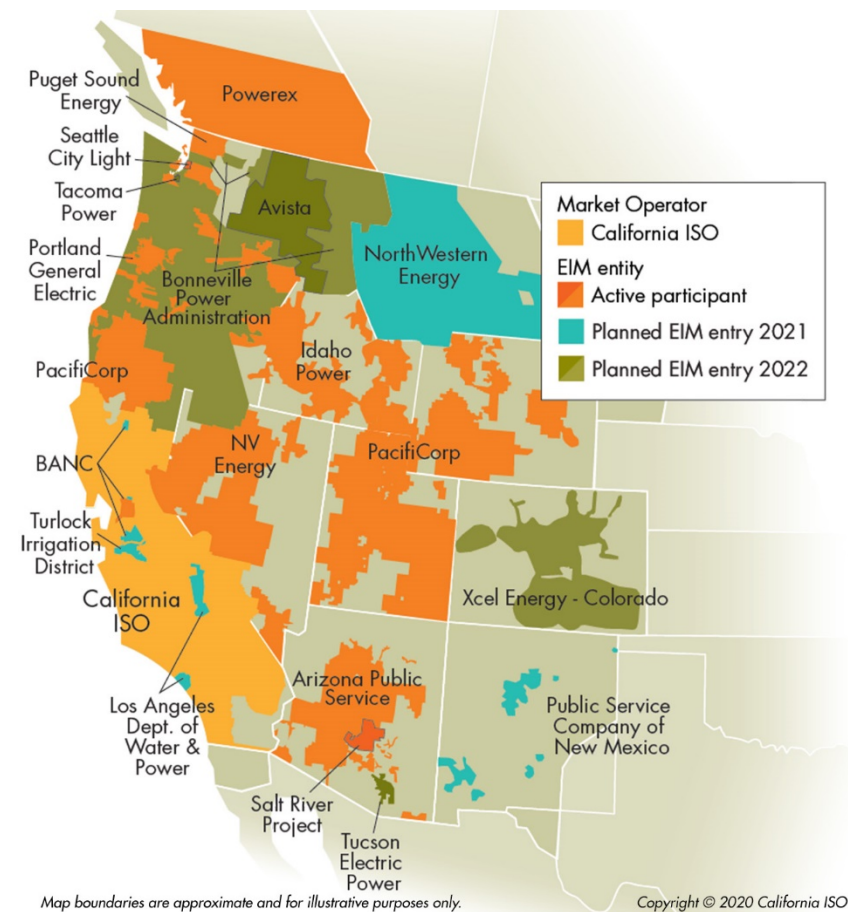 Powerex
Puget Sound
Energy
Seattle
City Light
Tacoma
Power
Avista
Portland
General
Electric
Bonneville
Power
Administration
NorthWestern
Energy
Market Operator
California ISO
EIM entity
Active participant
Planned EIM entry 2021
Planned EIM entry 2022
PacifiCorp
Idaho
Power
NV
Energy
PacifiCorp
BANC
Turlock
Irrigation
District
California
ISO
Xcel Energy - Colorado
Los Angeles
Dept. of
Water &
Power
Arizona Public
Service
Public Service
Company of
New Mexico
Salt River
Project
Tucson
Electric
Power
Map boundaries are approximate and for illustrative purposes only.
Copyright © 2020 California ISO